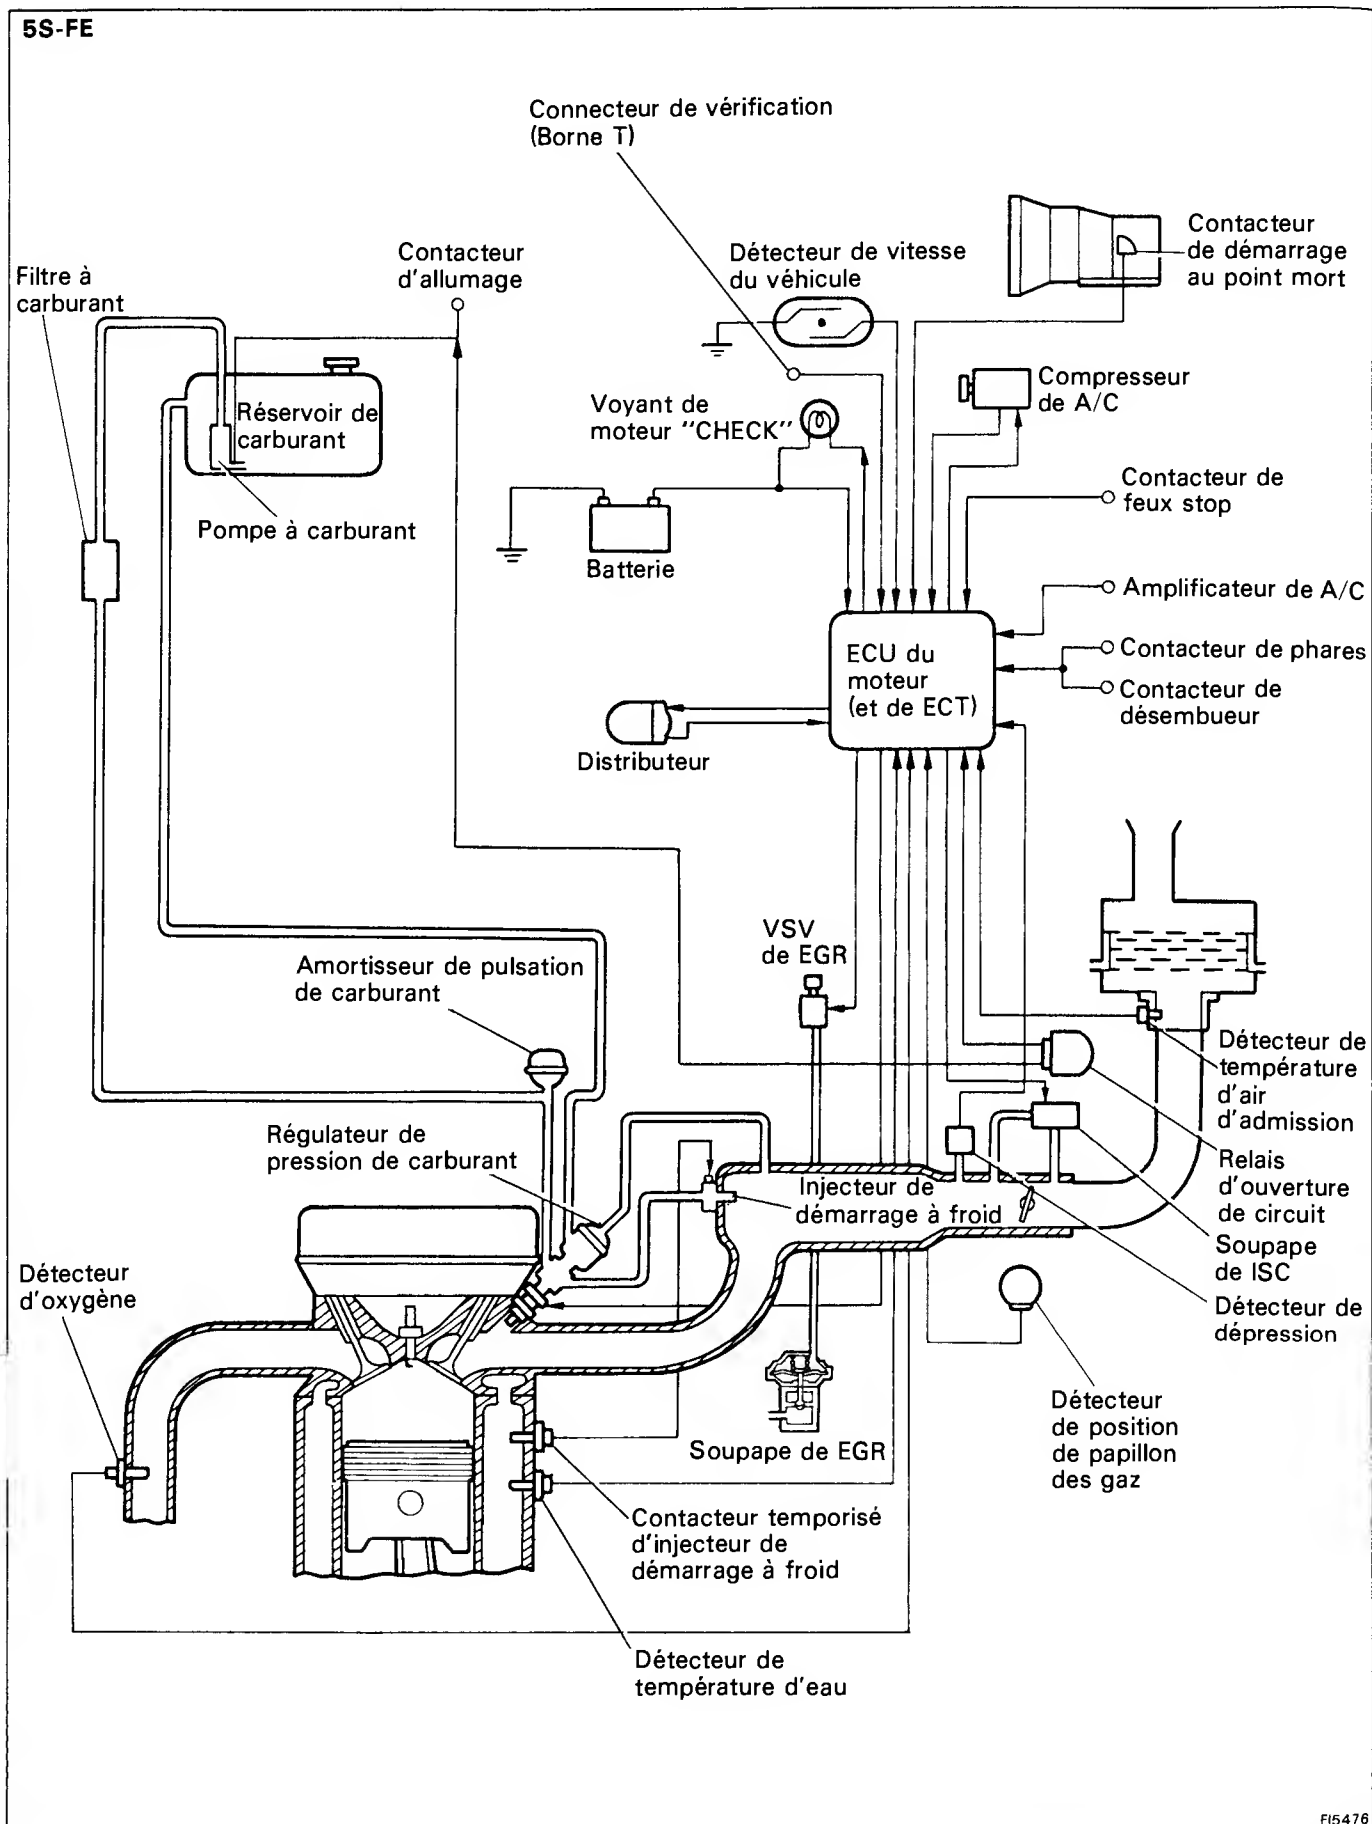 5S-FE
Connecteur de vérification
(Borne T)
Contacteur
de démarrage
au point mort
Contacteur
d'allumage
Détecteur de vitesse
du véhicule
Filtre à
carburant
Compresseur
de A/C
Voyant de
moteur "CHECK"
Réservoir de
carburant
Contacteur de
feux stop
Pompe à carburant
Batterie
Amplificateur de A/C
ECU du
moteur
(et de ECT)
Contacteur de phares
Contacteur de
désembueur
Distributeur
VSV
de EGR
Amortisseur de pulsation
de carburant
Détecteur de
température
d'air
d'admission
Régulateur de
pression de carburant
Relais
d'ouverture
de circuit
Injecteur de
démarrage à froid
Soupape
de ISC
Détecteur
d'oxygène
Détecteur de
dépression
Détecteur
de position
de papillon
des gaz
Soupape de EGR
Contacteur temporisé
d'injecteur de
démarrage à froid
Détecteur de
température d'eau
FI5476